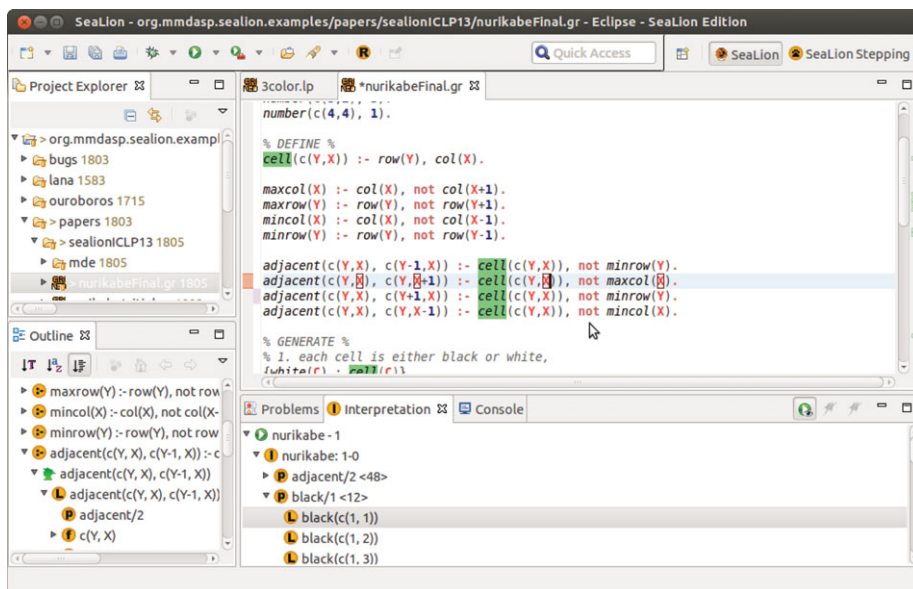 SeaLion - org.mmdasp.sealion.examples/papers/sealionICLP13/nurikabeFinal.gr - Eclipse - SeaLion Edition
Quick Access
SeaLion
SeaLion Stepping
Project Explorer
> org.mmdasp.sealion.exampl
> bugs 1803
> lana 1583
> ouroboros 1715
> papers 1803
> sealionICLP13 1805
> mde 1805
> nurikabeFinal.gr 1805
3color.lp
*nurikabeFinal.gr
number(c(4,4), 1).
% DEFINE %
cell(c(Y,X)) :- row(Y), col(X).
maxcol(X) :- col(X), not col(X+1).
maxrow(Y) :- row(Y), not row(Y+1).
mincol(X) :- col(X), not col(X-1).
minrow(Y) :- row(Y), not row(Y-1).
adjacent(c(Y,X), c(Y-1,X)) :- cell(c(Y,X)), not minrow(Y).
adjacent(c(Y,X), c(Y,X+1)) :- cell(c(Y,X)), not maxcol(X).
adjacent(c(Y,X), c(Y+1,X)) :- cell(c(Y,X)), not minrow(Y).
adjacent(c(Y,X), c(Y,X-1)) :- cell(c(Y,X)), not mincol(X).
% GENERATE %
% 1. each cell is either black or white,
{white(C) : cell(C)}
Outline
maxrow(Y) :- row(Y), not row
mincol(X) :- col(X), not col(X-
minrow(Y) :- row(Y), not row
adjacent(c(Y, X), c(Y-1, X)) :- c
adjacent(c(Y, X), c(Y-1, X))
adjacent(c(Y, X), c(Y-1, X))
adjacent/2
c(Y, X)
Problems
Interpretation
Console
nurikabe - 1
nurikabe: 1-0
adjacent/2 <48>
black/1 <12>
black(c(1, 1))
black(c(1, 2))
black(c(1, 3))